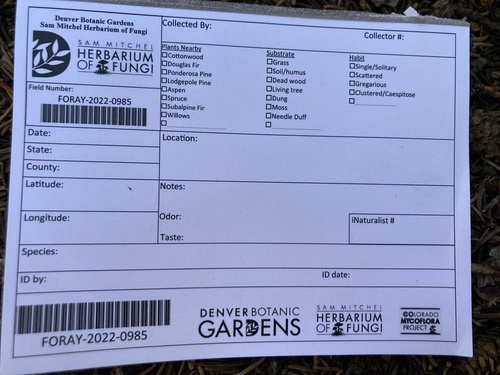 Denver Botanic Gardens
Sam Mitchel Herbarium of Fungi
SAM MITCHEL
HERBARIUM
OF FUNGI
Field Number:
FORAY-2022-0985
Collected By:
Collector #:
Plants Nearby
Cottonwood
Douglas Fir
Ponderosa Pine
Lodgepole Pine
Aspen
Spruce
Subalpine Fir
Willows
Substrate
Grass
Soil/humus
Dead wood
Living tree
Dung
Moss
Needle Duff
Habit
Single/Solitary
Scattered
Gregarious
Clustered/Caespitose
Date:
State:
County:
Latitude:
Longitude:
Location:
Notes:
Odor:
Taste:
iNaturalist #
Species:
ID by:
ID date:
FORAY-2022-0985
DENVER BOTANIC
GARDENS
SAM MITCHEL
HERBARIUM
OF FUNGI
COLORADO
MYCOFLORA
PROJECT